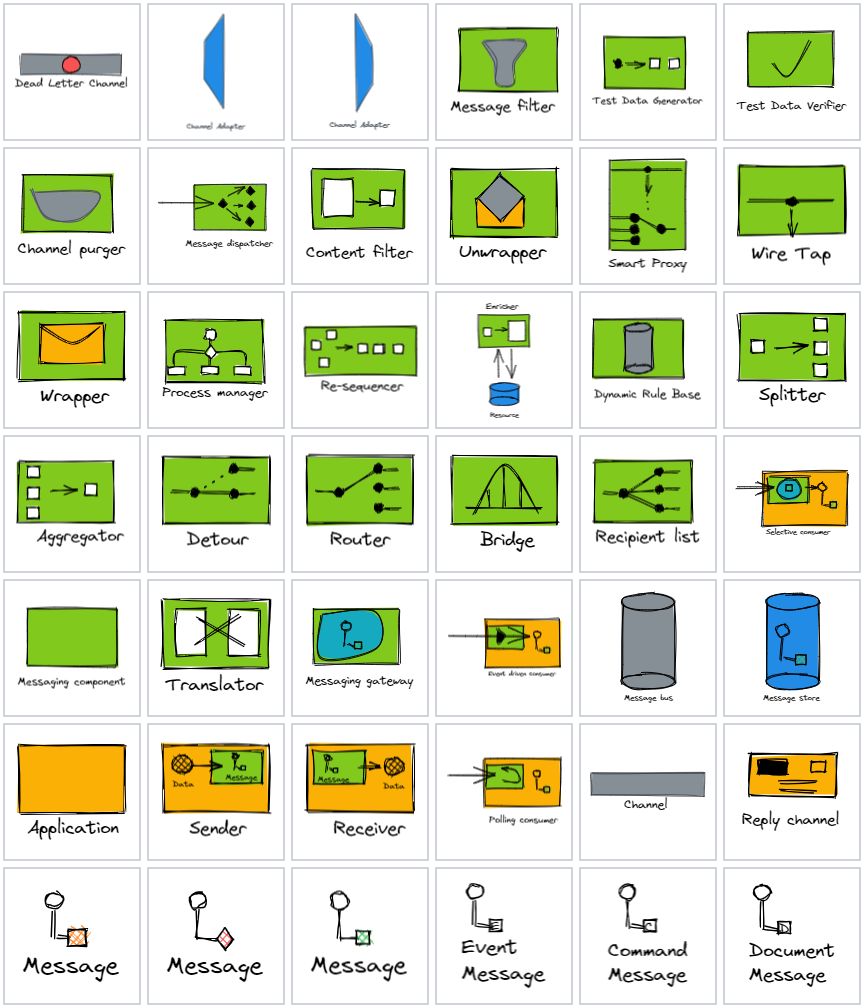 Dead Letter Channel
Channel Adapter
Channel Adapter
Message filter
Test Data Generator
Test Data Verifier
Channel purger
Message dispatcher
Content filter
Unwrapper
Smart Proxy
Wire Tap
Wrapper
Process manager
Re-sequencer
Enricher
Resource
Dynamic Rule Base
Splitter
Aggregator
Detour
Router
Bridge
Recipient list
Selective consumer
Messaging component
Translator
Messaging gateway
Event driven consumer
Message bus
Message store
Application
Data
Message
Sender
Message
Data
Receiver
Polling consumer
Channel
Reply channel
Message
Message
Message
E
Event
Message
C
Command
Message
D
Document
Message